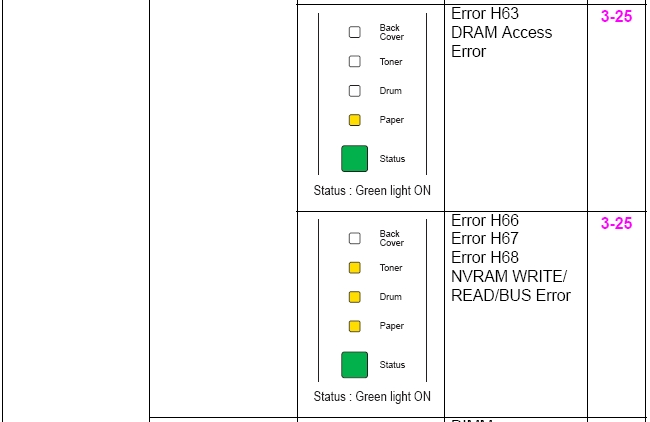 Back
Cover
Toner
Drum
Paper
Status
Status : Green light ON
Error H63
DRAM Access
Error
3-25
Back
Cover
Toner
Drum
Paper
Status
Status : Green light ON
Error H66
Error H67
Error H68
NVRAM WRITE/
READ/BUS Error
3-25